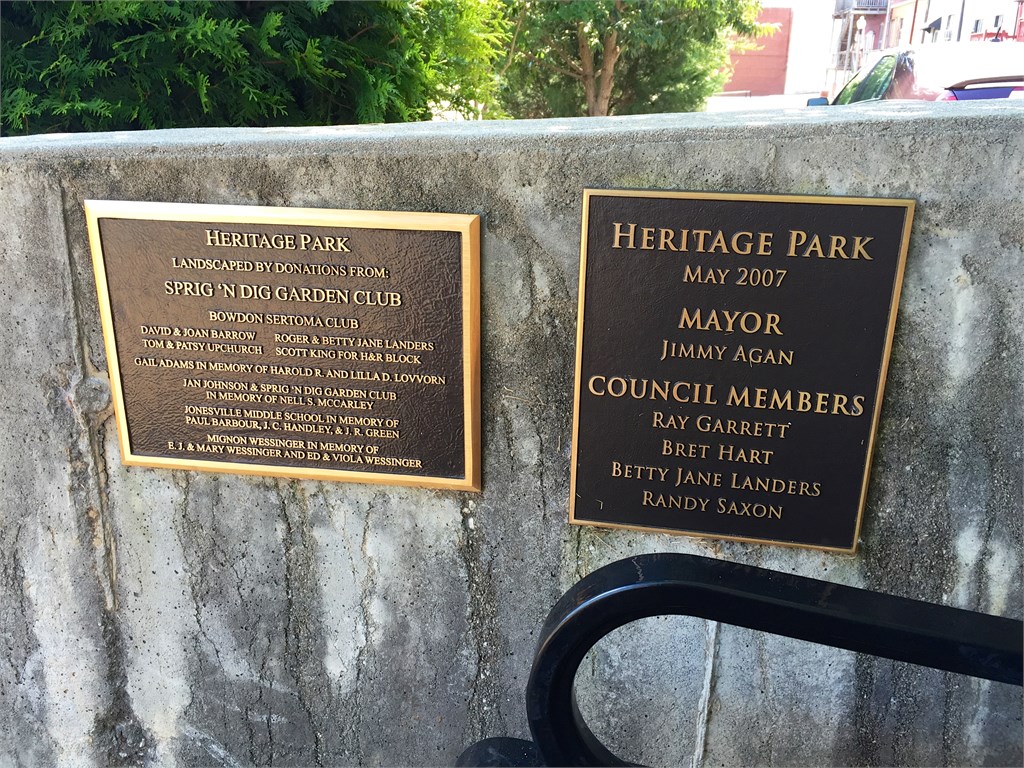 HERITAGE PARK
LANDSCAPED BY DONATIONS FROM:
SPRIG 'N DIG GARDEN CLUB
BOWDON SERTOMA CLUB
DAVID & JOAN BARROW ROGER & BETTY JANE LANDERS
TOM & PATSY UPCHURCH SCOTT KING FOR H&R BLOCK
GAIL ADAMS IN MEMORY OF HAROLD R. AND LILLA D. LOVVORN
JAN JOHNSON & SPRIG 'N DIG GARDEN CLUB
IN MEMORY OF NELL S. MCCARLEY
JONESVILLE MIDDLE SCHOOL IN MEMORY OF
PAUL BARBOUR, J. C. HANDLEY, & J. R. GREEN
MIGNON WESSINGER IN MEMORY OF
E. J. & MARY WESSINGER AND ED & VIOLA WESSINGER
HERITAGE PARK
MAY 2007
MAYOR
JIMMY AGAN
COUNCIL MEMBERS
RAY GARRETT
BRET HART
BETTY JANE LANDERS
RANDY SAXON